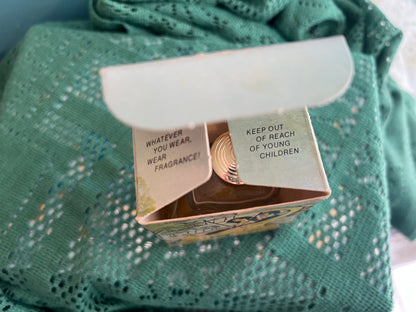 WHATEVER
YOU WEAR,
WEAR
FRAGRANCE!
KEEP OUT
OF REACH
OF YOUNG
CHILDREN